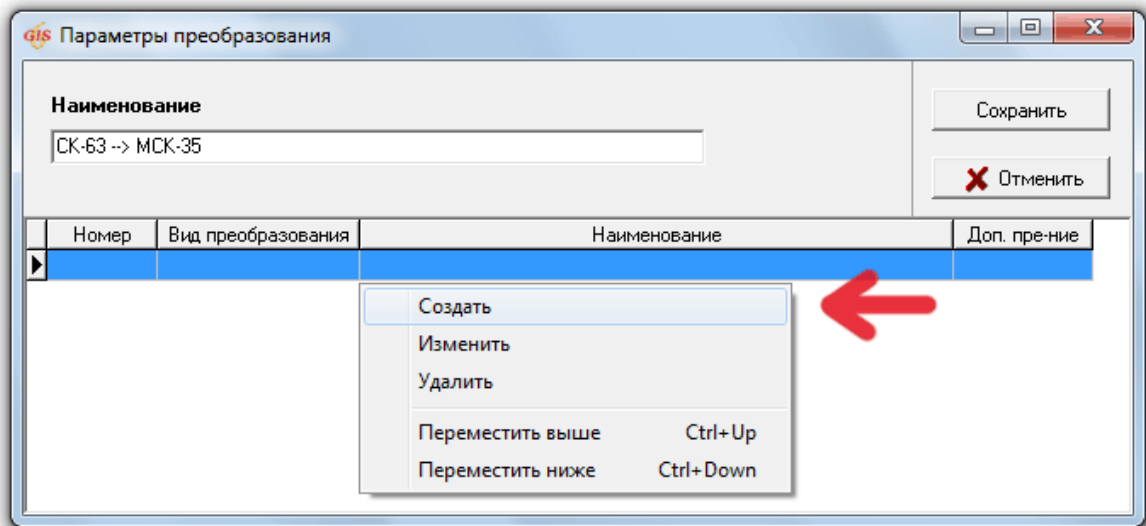 GIS Параметры преобразования
Наименование
СК-63 --> МСК-35
Сохранить
Отменить
Номер Вид преобразования Наименование Доп. пре-ние
Создать
Изменить
Удалить
Переместить выше Ctrl+Up
Переместить ниже Ctrl+Down